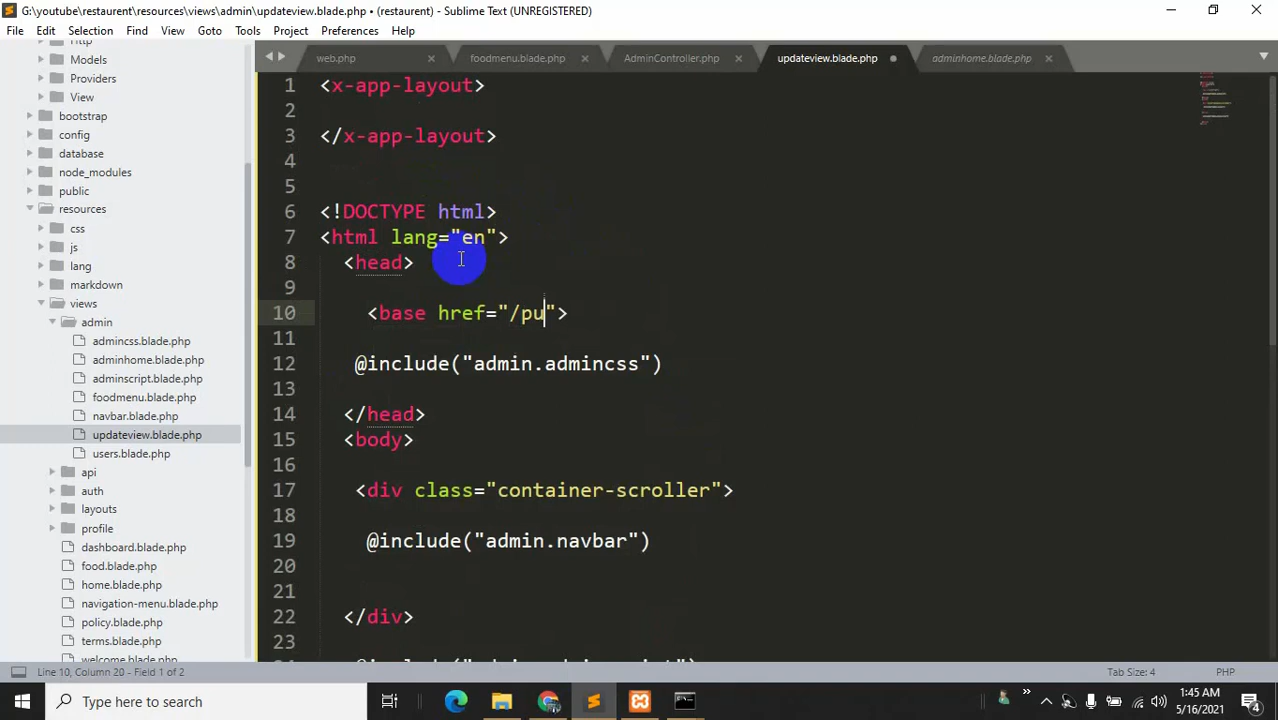 G:\youtube\restaurent\resources\views\admin\updateview.blade.php • (restaurent) - Sublime Text (UNREGISTERED)
File Edit Selection Find View Goto Tools Project Preferences Help
web.php foodmenu.blade.php AdminController.php updateview.blade.php adminhome.blade.php
Http
Models
Providers
View
bootstrap
config
database
node_modules
public
resources
css
js
lang
markdown
views
admin
admincss.blade.php
adminhome.blade.php
adminscript.blade.php
foodmenu.blade.php
navbar.blade.php
updateview.blade.php
users.blade.php
api
auth
layouts
profile
dashboard.blade.php
food.blade.php
home.blade.php
navigation-menu.blade.php
policy.blade.php
terms.blade.php
welcome.blade.php
1 <x-app-layout>
2
3 </x-app-layout>
4
5
6 <!DOCTYPE html>
7 <html lang="en">
8 <head>
9
10 <base href="/pu">
11
12 @include("admin.admincss")
13
14 </head>
15 <body>
16
17 <div class="container-scroller">
18
19 @include("admin.navbar")
20
21
22 </div>
23
Line 10, Column 20 - Field 1 of 2 Tab Size: 4 PHP
Type here to search
1:45 AM
5/16/2021
4